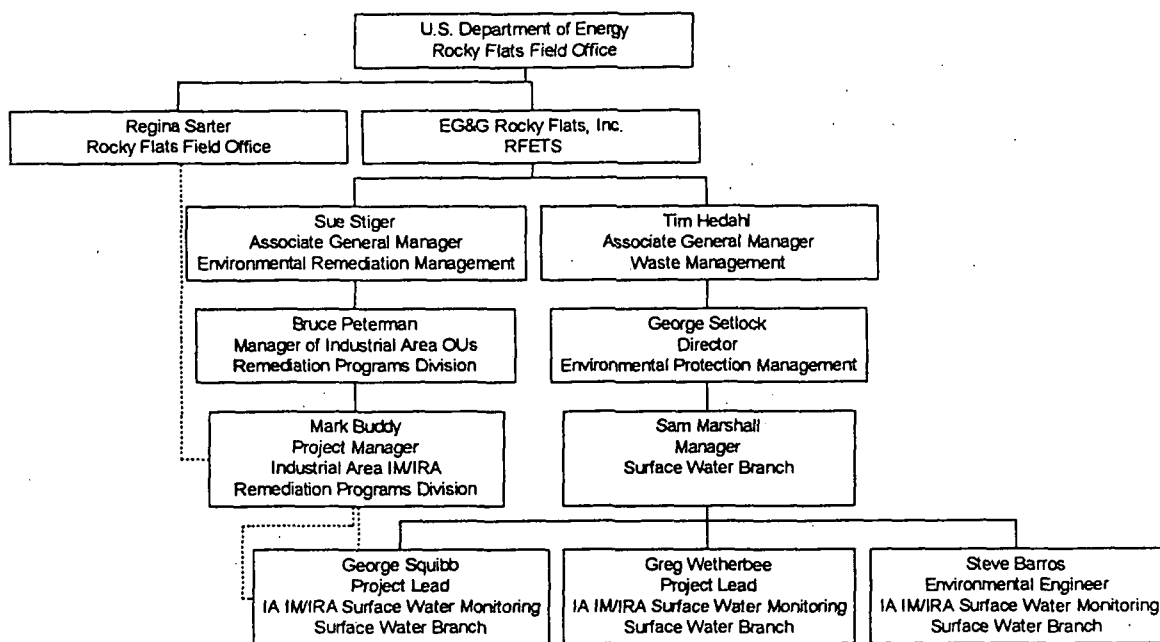 U.S. Department of Energy
Rocky Flats Field Office
Regina Sarter
Rocky Flats Field Office
EG&G Rocky Flats, Inc.
RFETS
Sue Stiger
Associate General Manager
Environmental Remediation Management
Tim Hedahl
Associate General Manager
Waste Management
Bruce Peterman
Manager of Industrial Area OUs
Remediation Programs Division
George Setlock
Director
Environmental Protection Management
Mark Buddy
Project Manager
Industrial Area IM/IRA
Remediation Programs Division
Sam Marshall
Manager
Surface Water Branch
George Squibb
Project Lead
IA IM/IRA Surface Water Monitoring
Surface Water Branch
Greg Wetherbee
Project Lead
IA IM/IRA Surface Water Monitoring
Surface Water Branch
Steve Barros
Environmental Engineer
IA IM/IRA Surface Water Monitoring
Surface Water Branch